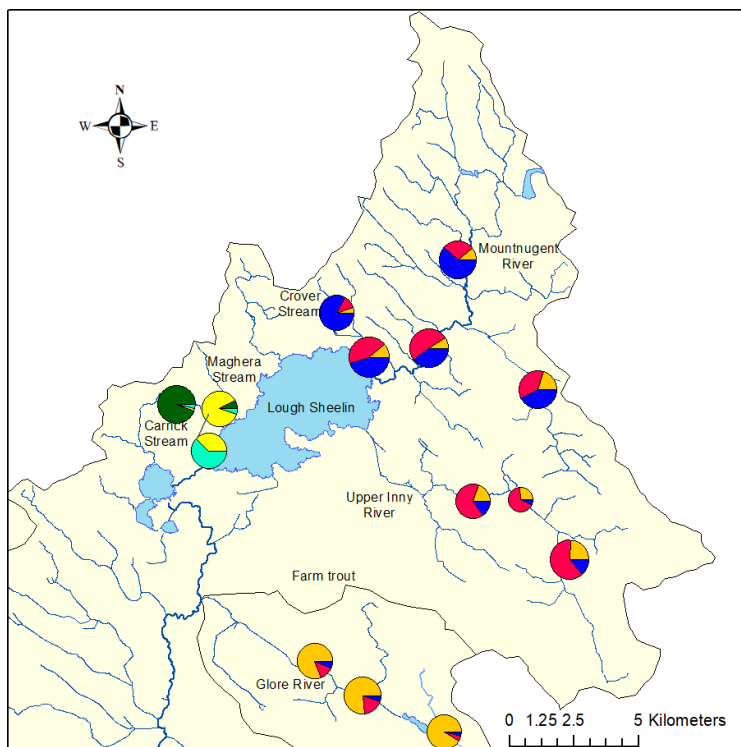 N
W E
S
Mountnugent
River
Crover
Stream
Maghera
Stream
Lough Sheelin
Carrick
Stream
Upper Inny
River
Farm trout
Glore River
0 1.25 2.5 5 Kilometers